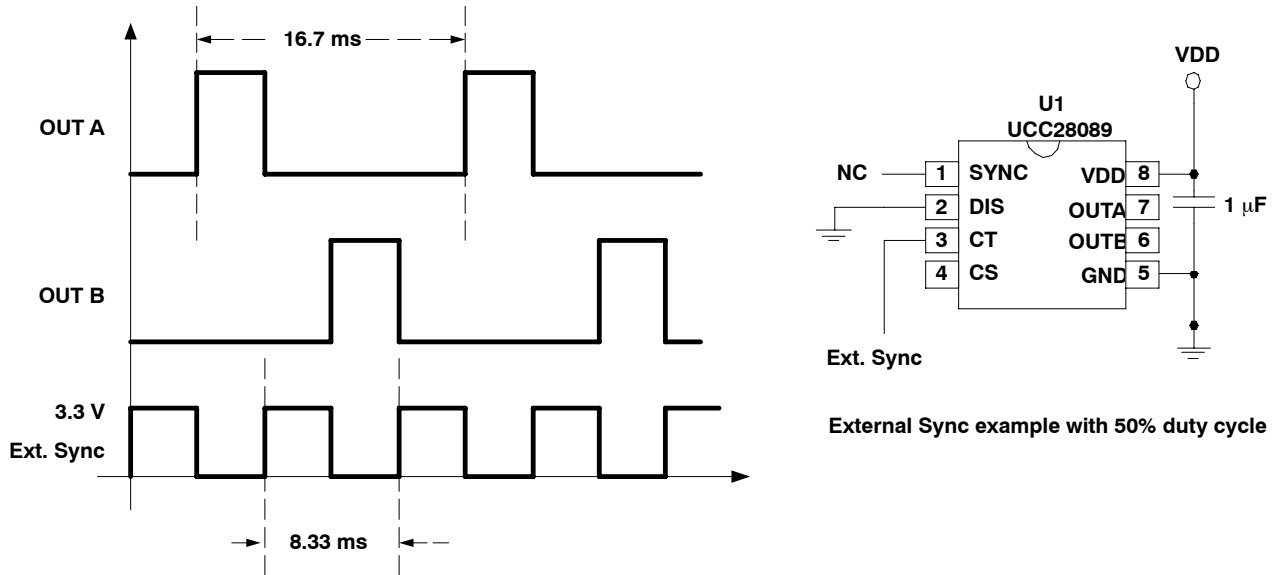 16.7 ms
OUT A
OUT B
3.3 V
Ext. Sync
8.33 ms
VDD
U1
UCC28089
NC
1 SYNC VDD 8
2 DIS OUTA 7
3 CT OUTB 6
4 CS GND 5
1 μF
Ext. Sync
External Sync example with 50% duty cycle